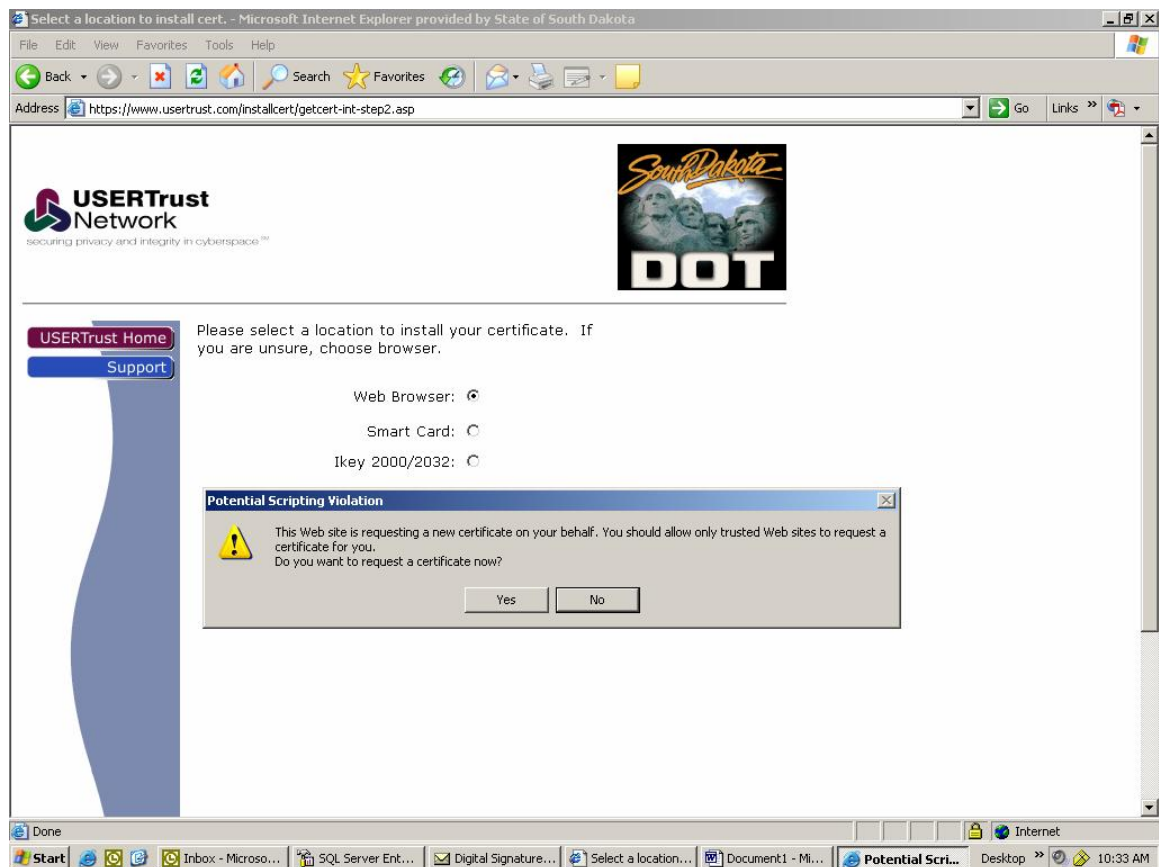 Select a location to install cert. - Microsoft Internet Explorer provided by State of South Dakota
File Edit View Favorites Tools Help
Back Search Favorites
Address https://www.usertrust.com/installcert/getcert-int-step2.asp Go Links »
USERTrust
Network
securing privacy and integrity in cyberspace ℠
South Dakota
DOT
USERTrust Home
Support
Please select a location to install your certificate. If
you are unsure, choose browser.
Web Browser:
Smart Card:
Ikey 2000/2032:
Potential Scripting Violation
This Web site is requesting a new certificate on your behalf. You should allow only trusted Web sites to request a
certificate for you.
Do you want to request a certificate now?
Yes No
Done Internet
Start Inbox - Microso... SQL Server Ent... Digital Signature... Select a location... Document1 - Mi... Potential Scri... Desktop » 10:33 AM